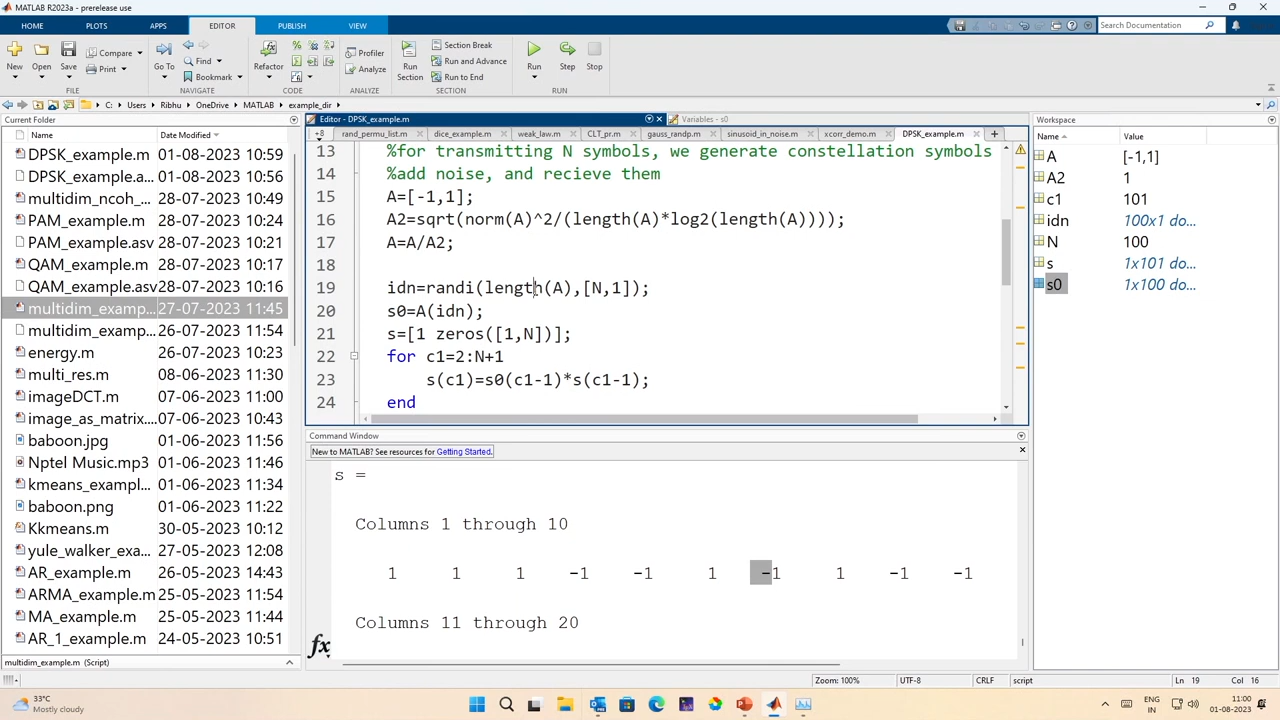 MATLAB R2023a - prerelease use
HOME PLOTS APPS EDITOR PUBLISH VIEW
Search Documentation
New Open Save Compare Print Go To Find Bookmark Refactor Profiler Analyze Run Section Section Break Run and Advance Run to End Run Step Stop
FILE NAVIGATE CODE ANALYZE SECTION RUN
C: Users Ribhu OneDrive MATLAB example_dir
Current Folder
Name Date Modified
DPSK_example.m 01-08-2023 10:59
DPSK_example.a... 01-08-2023 10:56
multidim_ncoh_... 01-08-2023 10:49
PAM_example.m 01-08-2023 10:24
PAM_example.asv 01-08-2023 10:21
QAM_example.m 01-08-2023 10:17
QAM_example.asv 01-08-2023 10:16
multidim_examp... 27-07-2023 11:45
multidim_examp... 26-07-2023 11:54
energy.m 01-07-2023 10:23
multi_res.m 08-06-2023 11:30
imageDCT.m 07-06-2023 11:00
image_as_matrix.... 07-06-2023 10:43
baboon.jpg 01-06-2023 11:56
Nptel Music.mp3 01-06-2023 11:46
kmeans_example... 01-06-2023 11:34
baboon.png 01-06-2023 11:22
Kkmeans.m 30-05-2023 10:12
yule_walker_exa... 27-05-2023 12:08
AR_example.m 26-05-2023 14:43
ARMA_example.m 25-05-2023 11:54
MA_example.m 25-05-2023 11:44
AR_1_example.m 24-05-2023 10:51
multidim_example.m (Script)
Editor - DPSK_example.m Variables - s0
+8 rand_permu_list.m dice_example.m weak_law.m CLT_pr.m gauss_randp.m sinusoid_in_noise.m xcorr_demo.m DPSK_example.m
13 %for transmitting N symbols, we generate constellation symbols
14 %add noise, and recieve them
15 A=[-1,1];
16 A2=sqrt(norm(A)^2/(length(A)*log2(length(A))));
17 A=A/A2;
18
19 idn=randi(length(A),[N,1]);
20 s0=A(idn);
21 s=[1 zeros([1,N])];
22 for c1=2:N+1
23 s(c1)=s0(c1-1)*s(c1-1);
24 end
Command Window
New to MATLAB? See resources for Getting Started.
s =
Columns 1 through 10
1 1 1 -1 -1 1 -1 1 -1 -1
Columns 11 through 20
fx
Workspace
Name Value
A [-1,1]
A2 1
c1 101
idn 100x1 do...
N 100
s 1x101 do...
s0 1x100 do...
Zoom: 100% UTF-8 CRLF script Ln 19 Col 16
33°C
Mostly cloudy
ENG
IN
11:00
01-08-2023